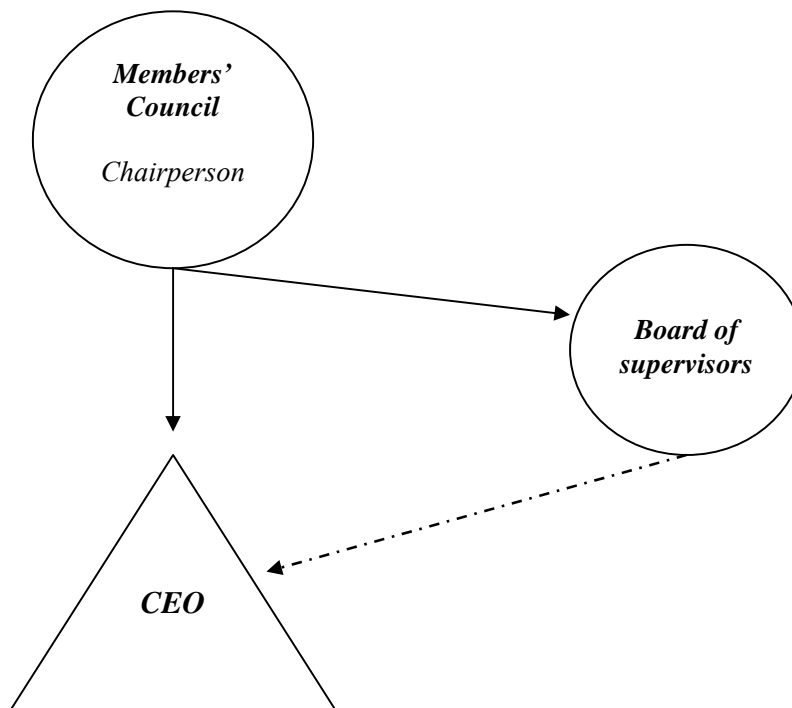 Members’
Council
Chairperson
Board of
supervisors
CEO